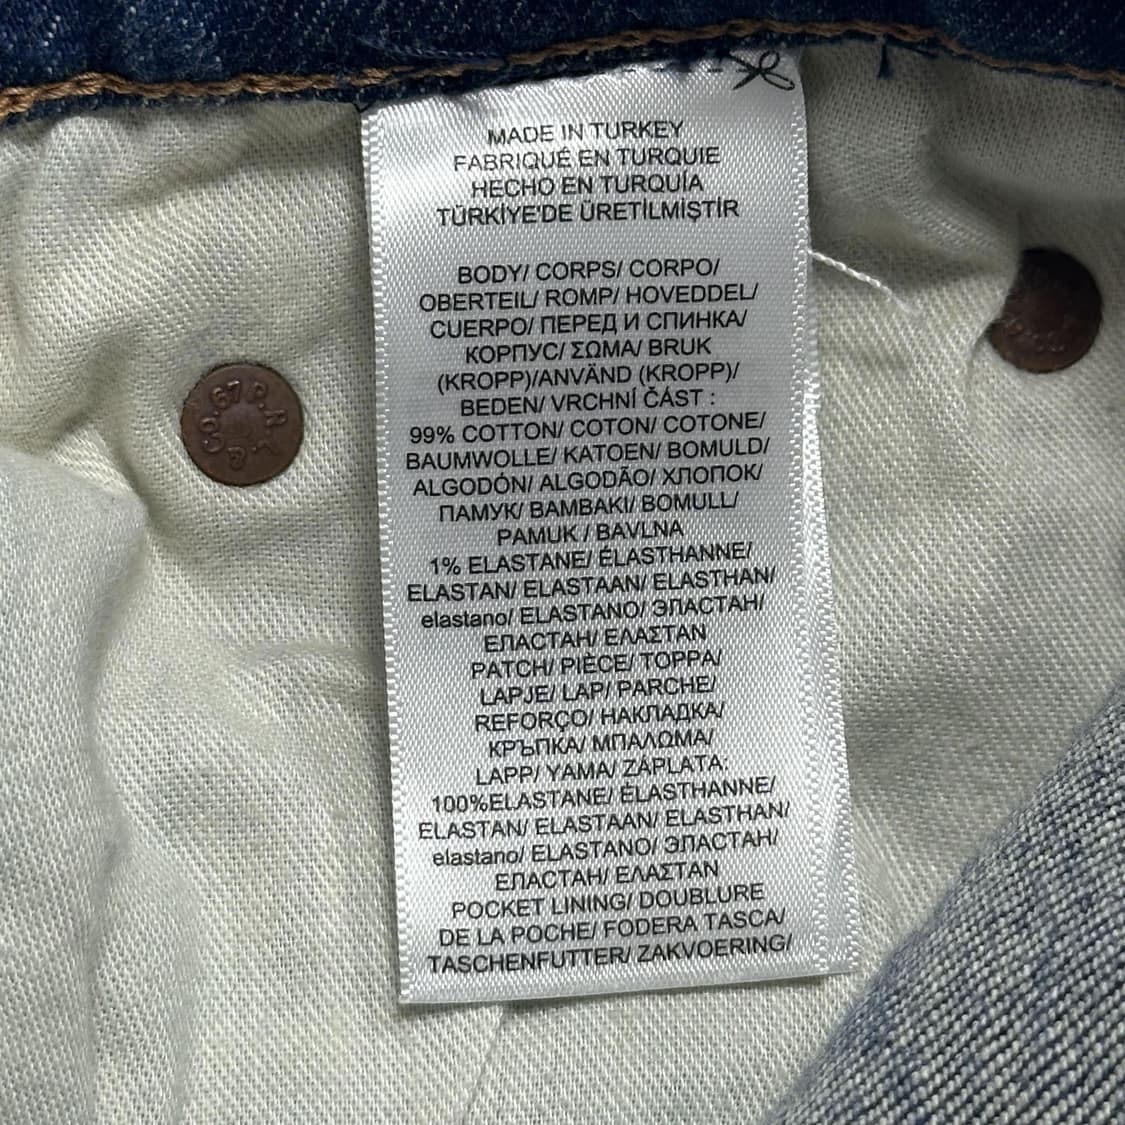 MADE IN TURKEY
FABRIQUÉ EN TURQUIE
HECHO EN TURQUÍA
TÜRKİYE'DE ÜRETİLMİŞTİR
BODY/ CORPS/ CORPO/
OBERTEIL/ ROMP/ HOVEDDEL/
CUERPO/ ПЕРЕД И СПИНКА/
КОРПУС/ ΣΩΜΑ/ BRUK
(KROPP)/ANVÄND (KROPP)/
BEDEN/ VRCHNÍ ČÁST :
99% COTTON/ COTON/ COTONE/
BAUMWOLLE/ KATOEN/ BOMULD/
ALGODÓN/ ALGODÃO/ ХЛОПОК/
ПАМУК/ BAMBAKI/ BOMULL/
PAMUK / BAVLNA
1% ELASTANE/ ÉLASTHANNE/
ELASTAN/ ELASTAAN/ ELASTHAN/
elastano/ ELASTANO/ ЭЛАСТАН/
ЕЛАСТАН/ ΕΛΑΣΤΑΝ
PATCH/ PIÈCE/ TOPPA/
LAPJE/ LAP/ PARCHE/
REFORÇO/ НАКЛАДКА/
КРЪПКА/ ΜΠΑΛΩΜΑ/
LAPP/ YAMA/ ZÁPLATA:
100%ELASTANE/ ÉLASTHANNE/
ELASTAN/ ELASTAAN/ ELASTHAN/
elastano/ ELASTANO/ ЭЛАСТАН/
ЕЛАСТАН/ ΕΛΑΣΤΑΝ
POCKET LINING/ DOUBLURE
DE LA POCHE/ FODERA TASCA/
TASCHENFUTTER/ ZAKVOERING/